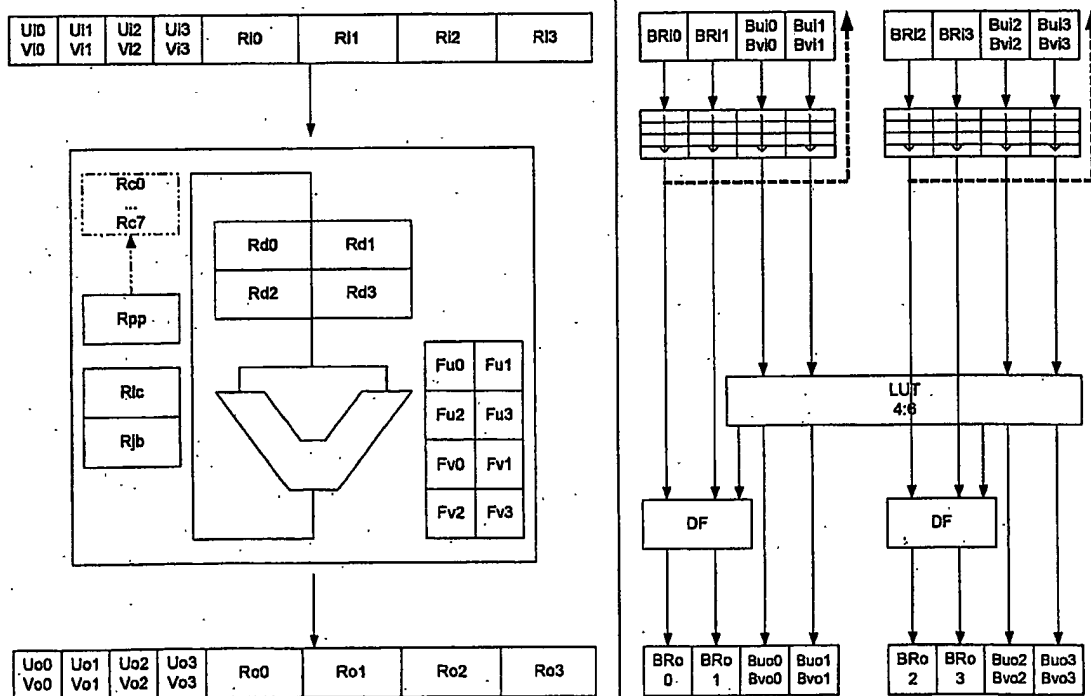 Ui0 Ui1 Ui2 Ui3
Vi0 Vi1 Vi2 Vi3
Ri0 Ri1 Ri2 Ri3
Rc0
...
Rc7
Rpp
Ric
Rjb
Rd0 Rd1
Rd2 Rd3
Fu0 Fu1
Fu2 Fu3
Fv0 Fv1
Fv2 Fv3
Uo0 Uo1 Uo2 Uo3
Vo0 Vo1 Vo2 Vo3
Ro0 Ro1 Ro2 Ro3
BRi0 BRi1
Bui0 Bui1
Bvi0 Bvi1
BRi2 BRi3
Bui2 Bui3
Bvi2 Bvi3
LUT
4:6
DF
DF
BRo BRo Buo0 Buo1
0 1 Bvo0 Bvo1
BRo BRo Buo2 Buo3
2 3 Bvo2 Bvo3